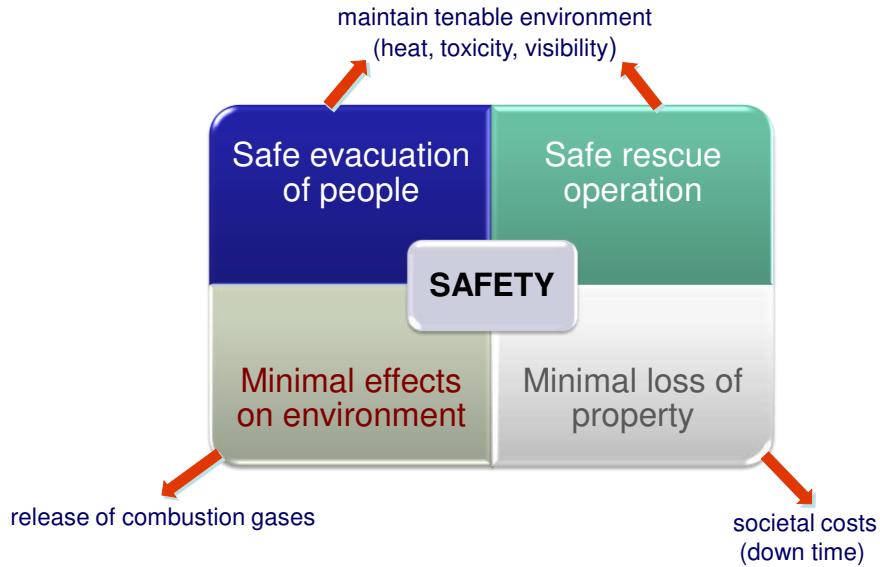 maintain tenable environment
(heat, toxicity, visibility)
Safe evacuation
of people
Safe rescue
operation
SAFETY
Minimal effects
on environment
Minimal loss of
property
release of combustion gases
societal costs
(down time)